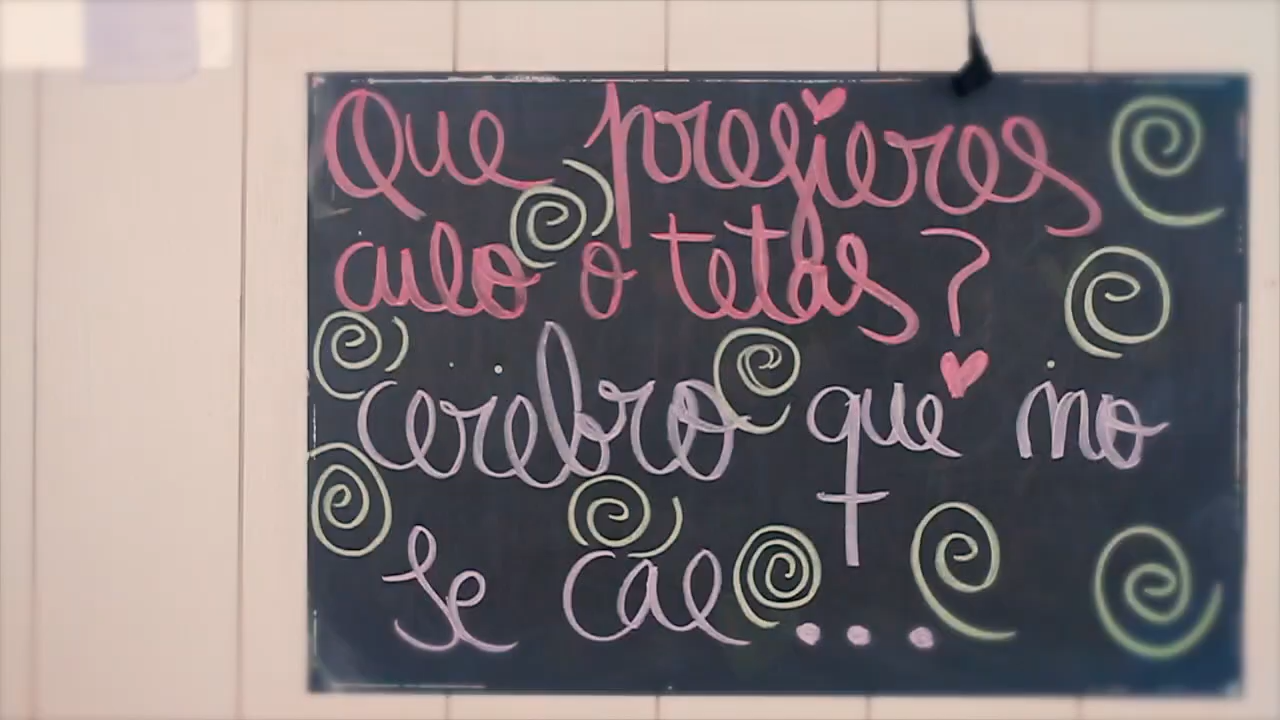 Que prefieres
culo o tetas?
cerebro que no
se cae...